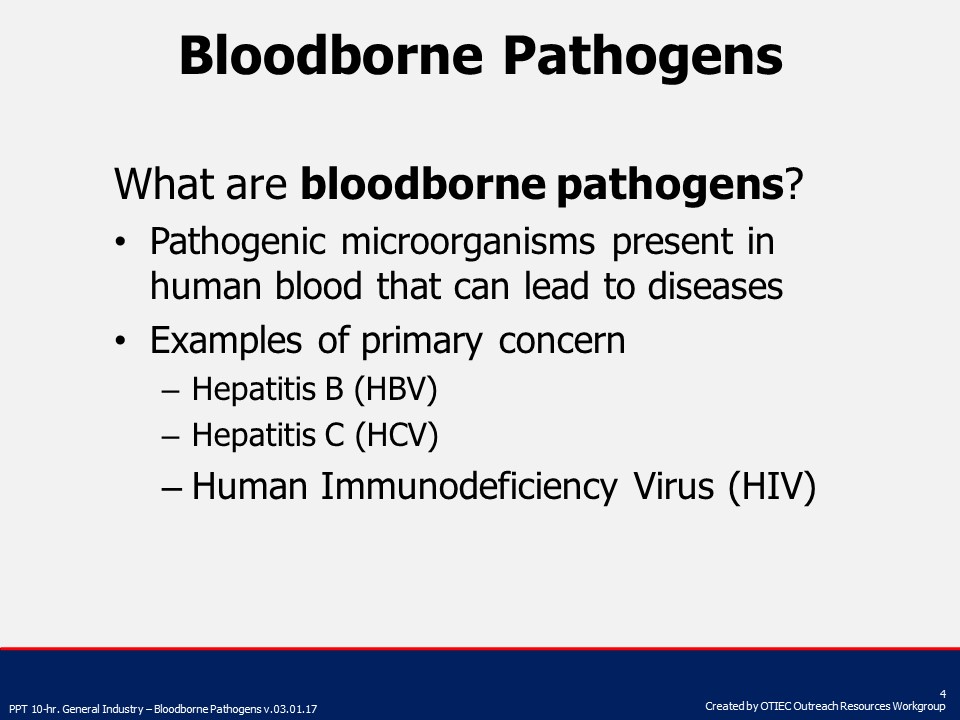 Bloodborne Pathogens
What are bloodborne pathogens?
• Pathogenic microorganisms present in
human blood that can lead to diseases
• Examples of primary concern
– Hepatitis B (HBV)
– Hepatitis C (HCV)
– Human Immunodeficiency Virus (HIV)
4
PPT 10-hr. General Industry – Bloodborne Pathogens v.03.01.17
Created by OTIEC Outreach Resources Workgroup